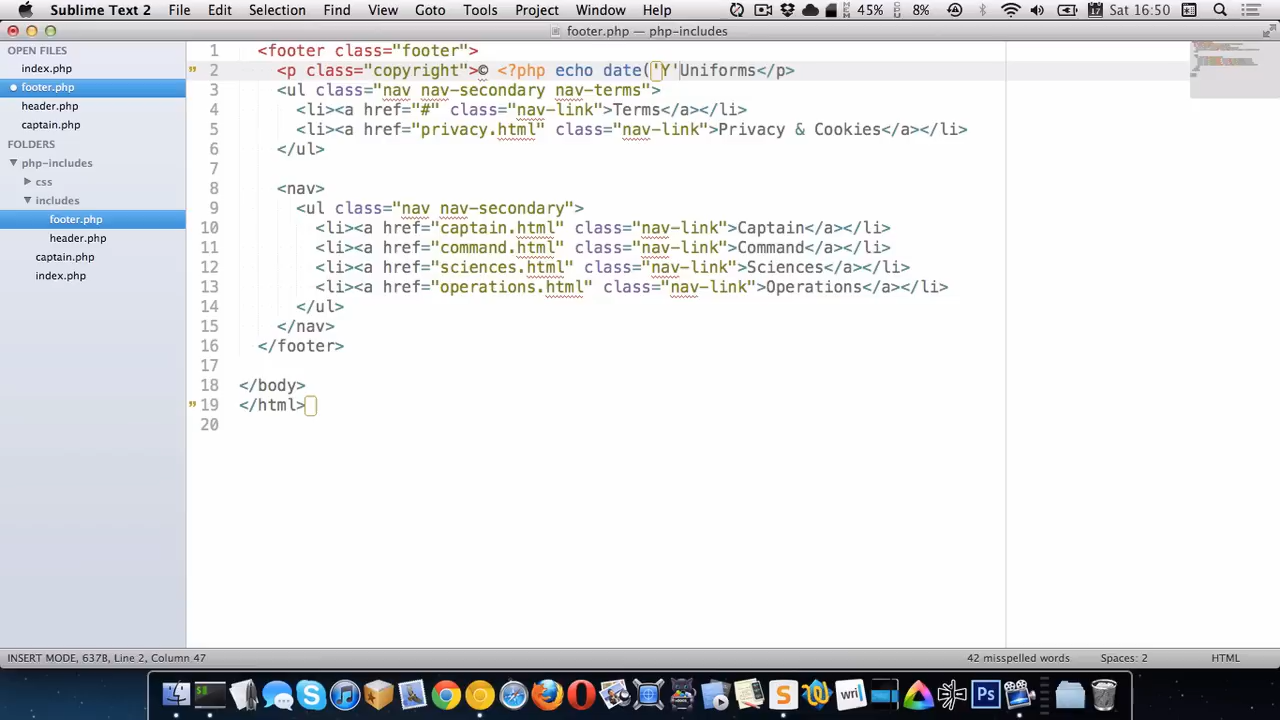 Sublime Text 2 File Edit Selection Find View Goto Tools Project Window Help 45% 8% 17 Sat 16:50
footer.php — php-includes
OPEN FILES
index.php
footer.php
header.php
captain.php
FOLDERS
php-includes
css
includes
footer.php
header.php
captain.php
index.php
1 <footer class="footer">
2 <p class="copyright">© <?php echo date('Y'Uniforms</p>
3 <ul class="nav nav-secondary nav-terms">
4 <li><a href="#" class="nav-link">Terms</a></li>
5 <li><a href="privacy.html" class="nav-link">Privacy & Cookies</a></li>
6 </ul>
7
8 <nav>
9 <ul class="nav nav-secondary">
10 <li><a href="captain.html" class="nav-link">Captain</a></li>
11 <li><a href="command.html" class="nav-link">Command</a></li>
12 <li><a href="sciences.html" class="nav-link">Sciences</a></li>
13 <li><a href="operations.html" class="nav-link">Operations</a></li>
14 </ul>
15 </nav>
16 </footer>
17
18 </body>
19 </html>
20
INSERT MODE, 637B, Line 2, Column 47 42 misspelled words Spaces: 2 HTML
wri Ps